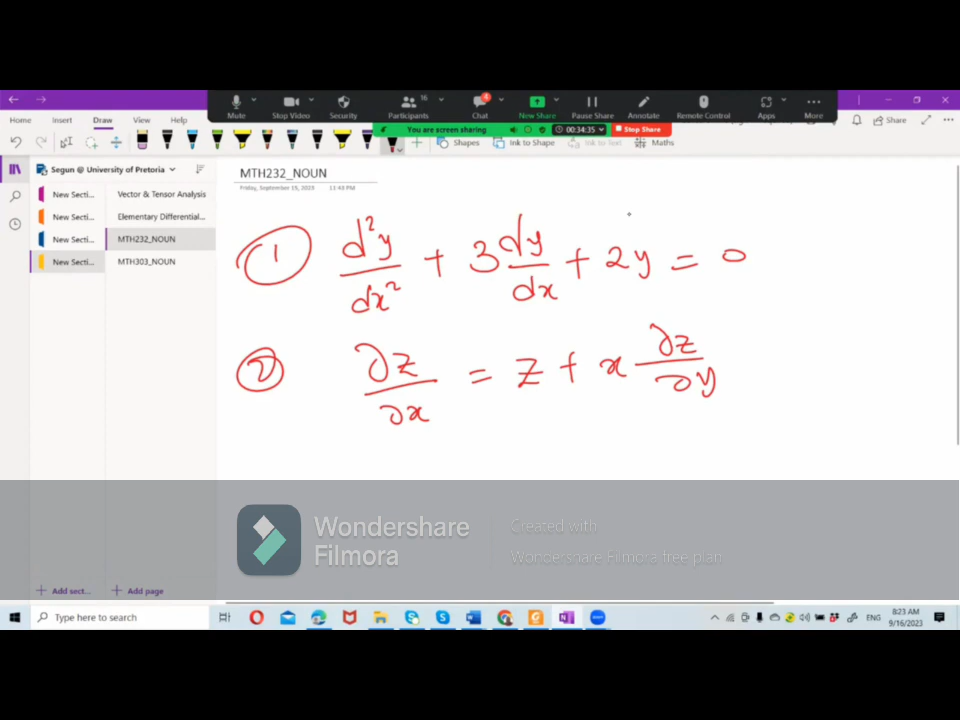 16
4
Mute
Stop Video
Security
Participants
Chat
New Share
Pause Share
Annotate
Remote Control
Apps
More
Home Insert Draw View Help
You are screen sharing
00:34:35
Stop Share
Share
Shapes
Ink to Shape
Ink to Text
Maths
Segun @ University of Pretoria
MTH232_NOUN
Friday, September 15, 2023 11:40 PM
New Secti... Vector & Tensor Analysis
New Secti... Elementary Differential...
New Secti... MTH232_NOUN
New Secti... MTH303_NOUN
① d²y/dx² + 3 dy/dx + 2y = 0
② ∂z/∂x = z + x ∂z/∂y
Wondershare
Filmora
Created with
Wondershare Filmora free plan
+ Add sect... + Add page
Type here to search
ENG
8:23 AM
9/16/2023